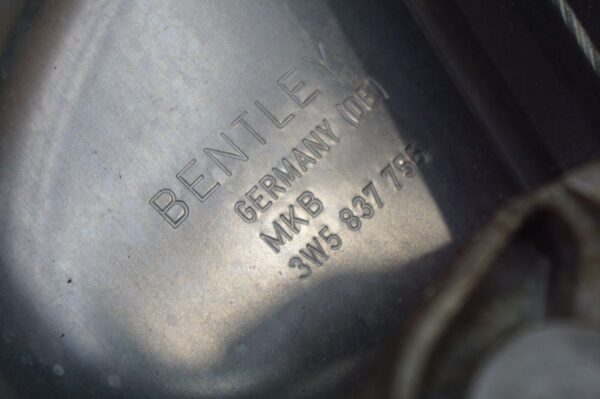 BENTLEY
GERMANY (DE)
MKB
3W5 837 755